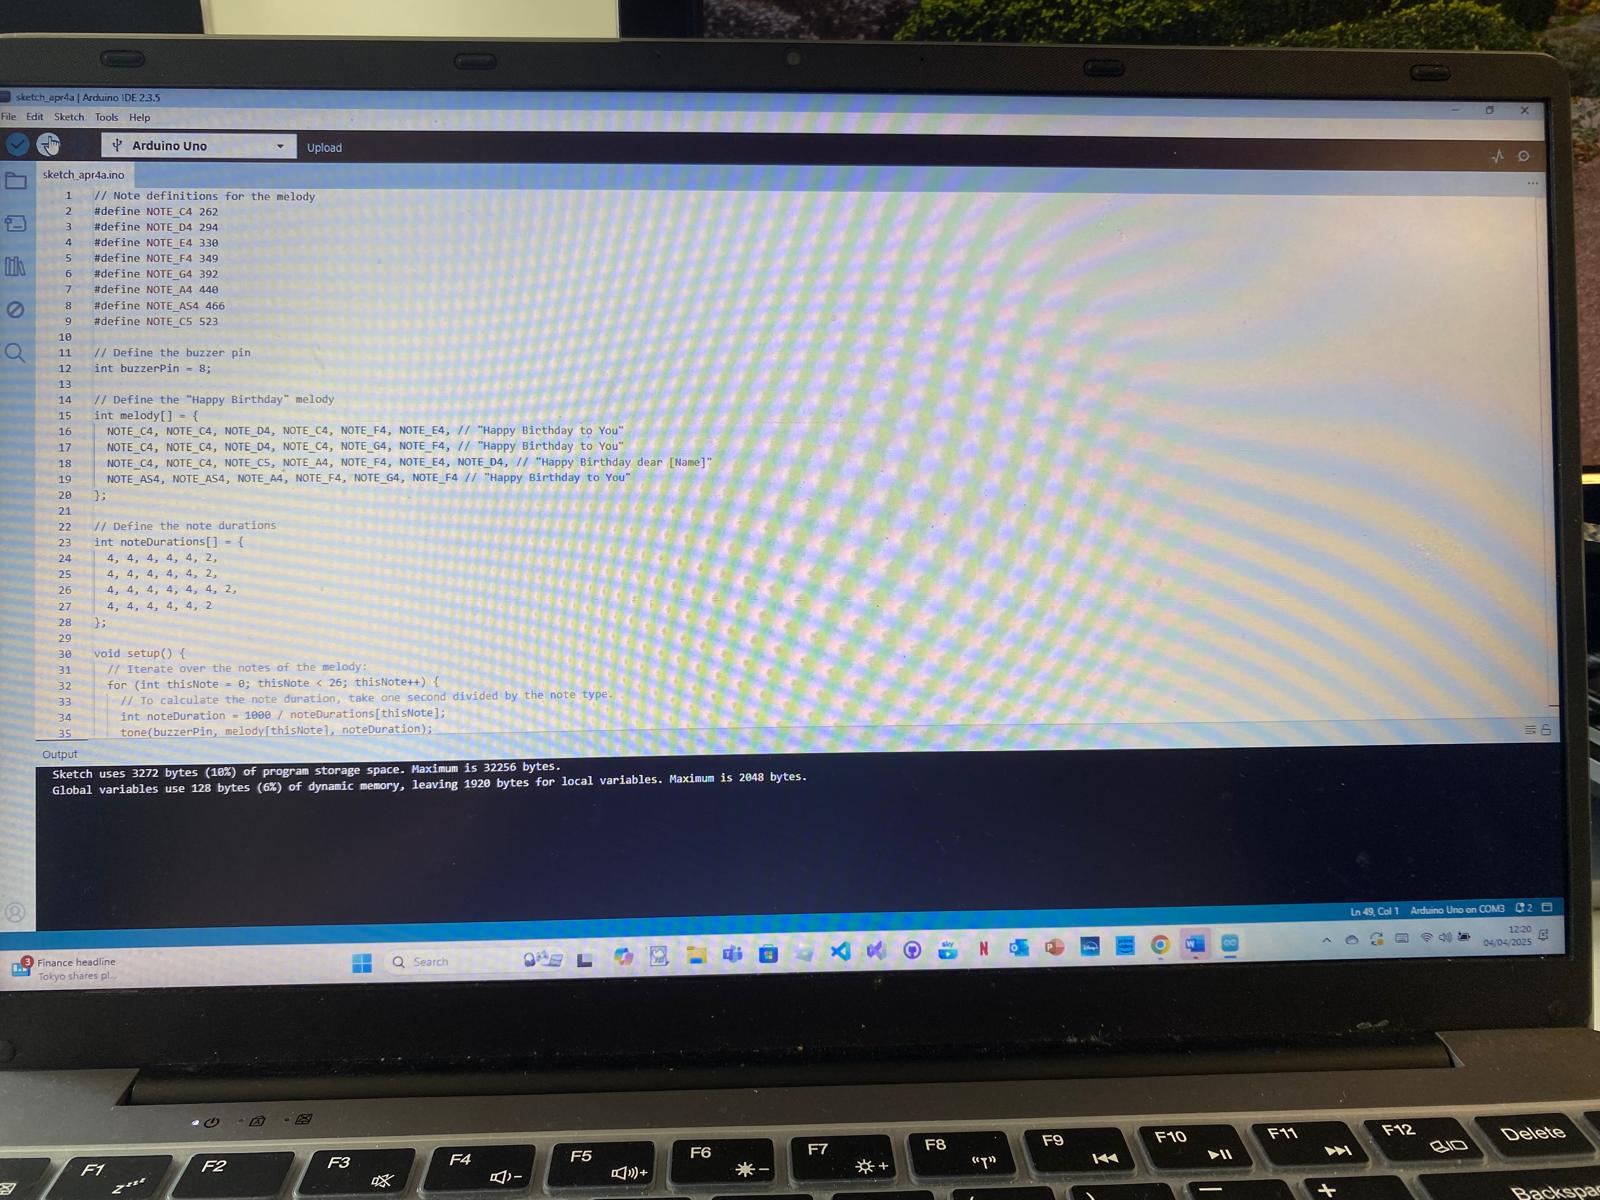 sketch_apr4a | Arduino IDE 2.3.5
File Edit Sketch Tools Help
Arduino Uno
Upload
sketch_apr4a.ino
1 // Note definitions for the melody
2 #define NOTE_C4 262
3 #define NOTE_D4 294
4 #define NOTE_E4 330
5 #define NOTE_F4 349
6 #define NOTE_G4 392
7 #define NOTE_A4 440
8 #define NOTE_AS4 466
9 #define NOTE_C5 523
10
11 // Define the buzzer pin
12 int buzzerPin = 8;
13
14 // Define the "Happy Birthday" melody
15 int melody[] = {
16 NOTE_C4, NOTE_C4, NOTE_D4, NOTE_C4, NOTE_F4, NOTE_E4, // "Happy Birthday to You"
17 NOTE_C4, NOTE_C4, NOTE_D4, NOTE_C4, NOTE_G4, NOTE_F4, // "Happy Birthday to You"
18 NOTE_C4, NOTE_C4, NOTE_C5, NOTE_A4, NOTE_F4, NOTE_E4, NOTE_D4, // "Happy Birthday dear [Name]"
19 NOTE_AS4, NOTE_AS4, NOTE_A4, NOTE_F4, NOTE_G4, NOTE_F4 // "Happy Birthday to You"
20 };
21
22 // Define the note durations
23 int noteDurations[] = {
24 4, 4, 4, 4, 4, 2,
25 4, 4, 4, 4, 4, 2,
26 4, 4, 4, 4, 4, 4, 2,
27 4, 4, 4, 4, 4, 2
28 };
29
30 void setup() {
31 // Iterate over the notes of the melody:
32 for (int thisNote = 0; thisNote < 26; thisNote++) {
33 // To calculate the note duration, take one second divided by the note type.
34 int noteDuration = 1000 / noteDurations[thisNote];
35 tone(buzzerPin, melody[thisNote], noteDuration);
Output
Sketch uses 3272 bytes (10%) of program storage space. Maximum is 32256 bytes.
Global variables use 128 bytes (6%) of dynamic memory, leaving 1920 bytes for local variables. Maximum is 2048 bytes.
Ln 49, Col 1 Arduino Uno on COM3 2
3 Finance headline
Tokyo shares pl...
Search
sky
N
12:20
04/04/2025
F1 F2 F3 F4 F5 F6 F7 F8 F9 F10 F11 F12 Delete
zzzz
Backspa